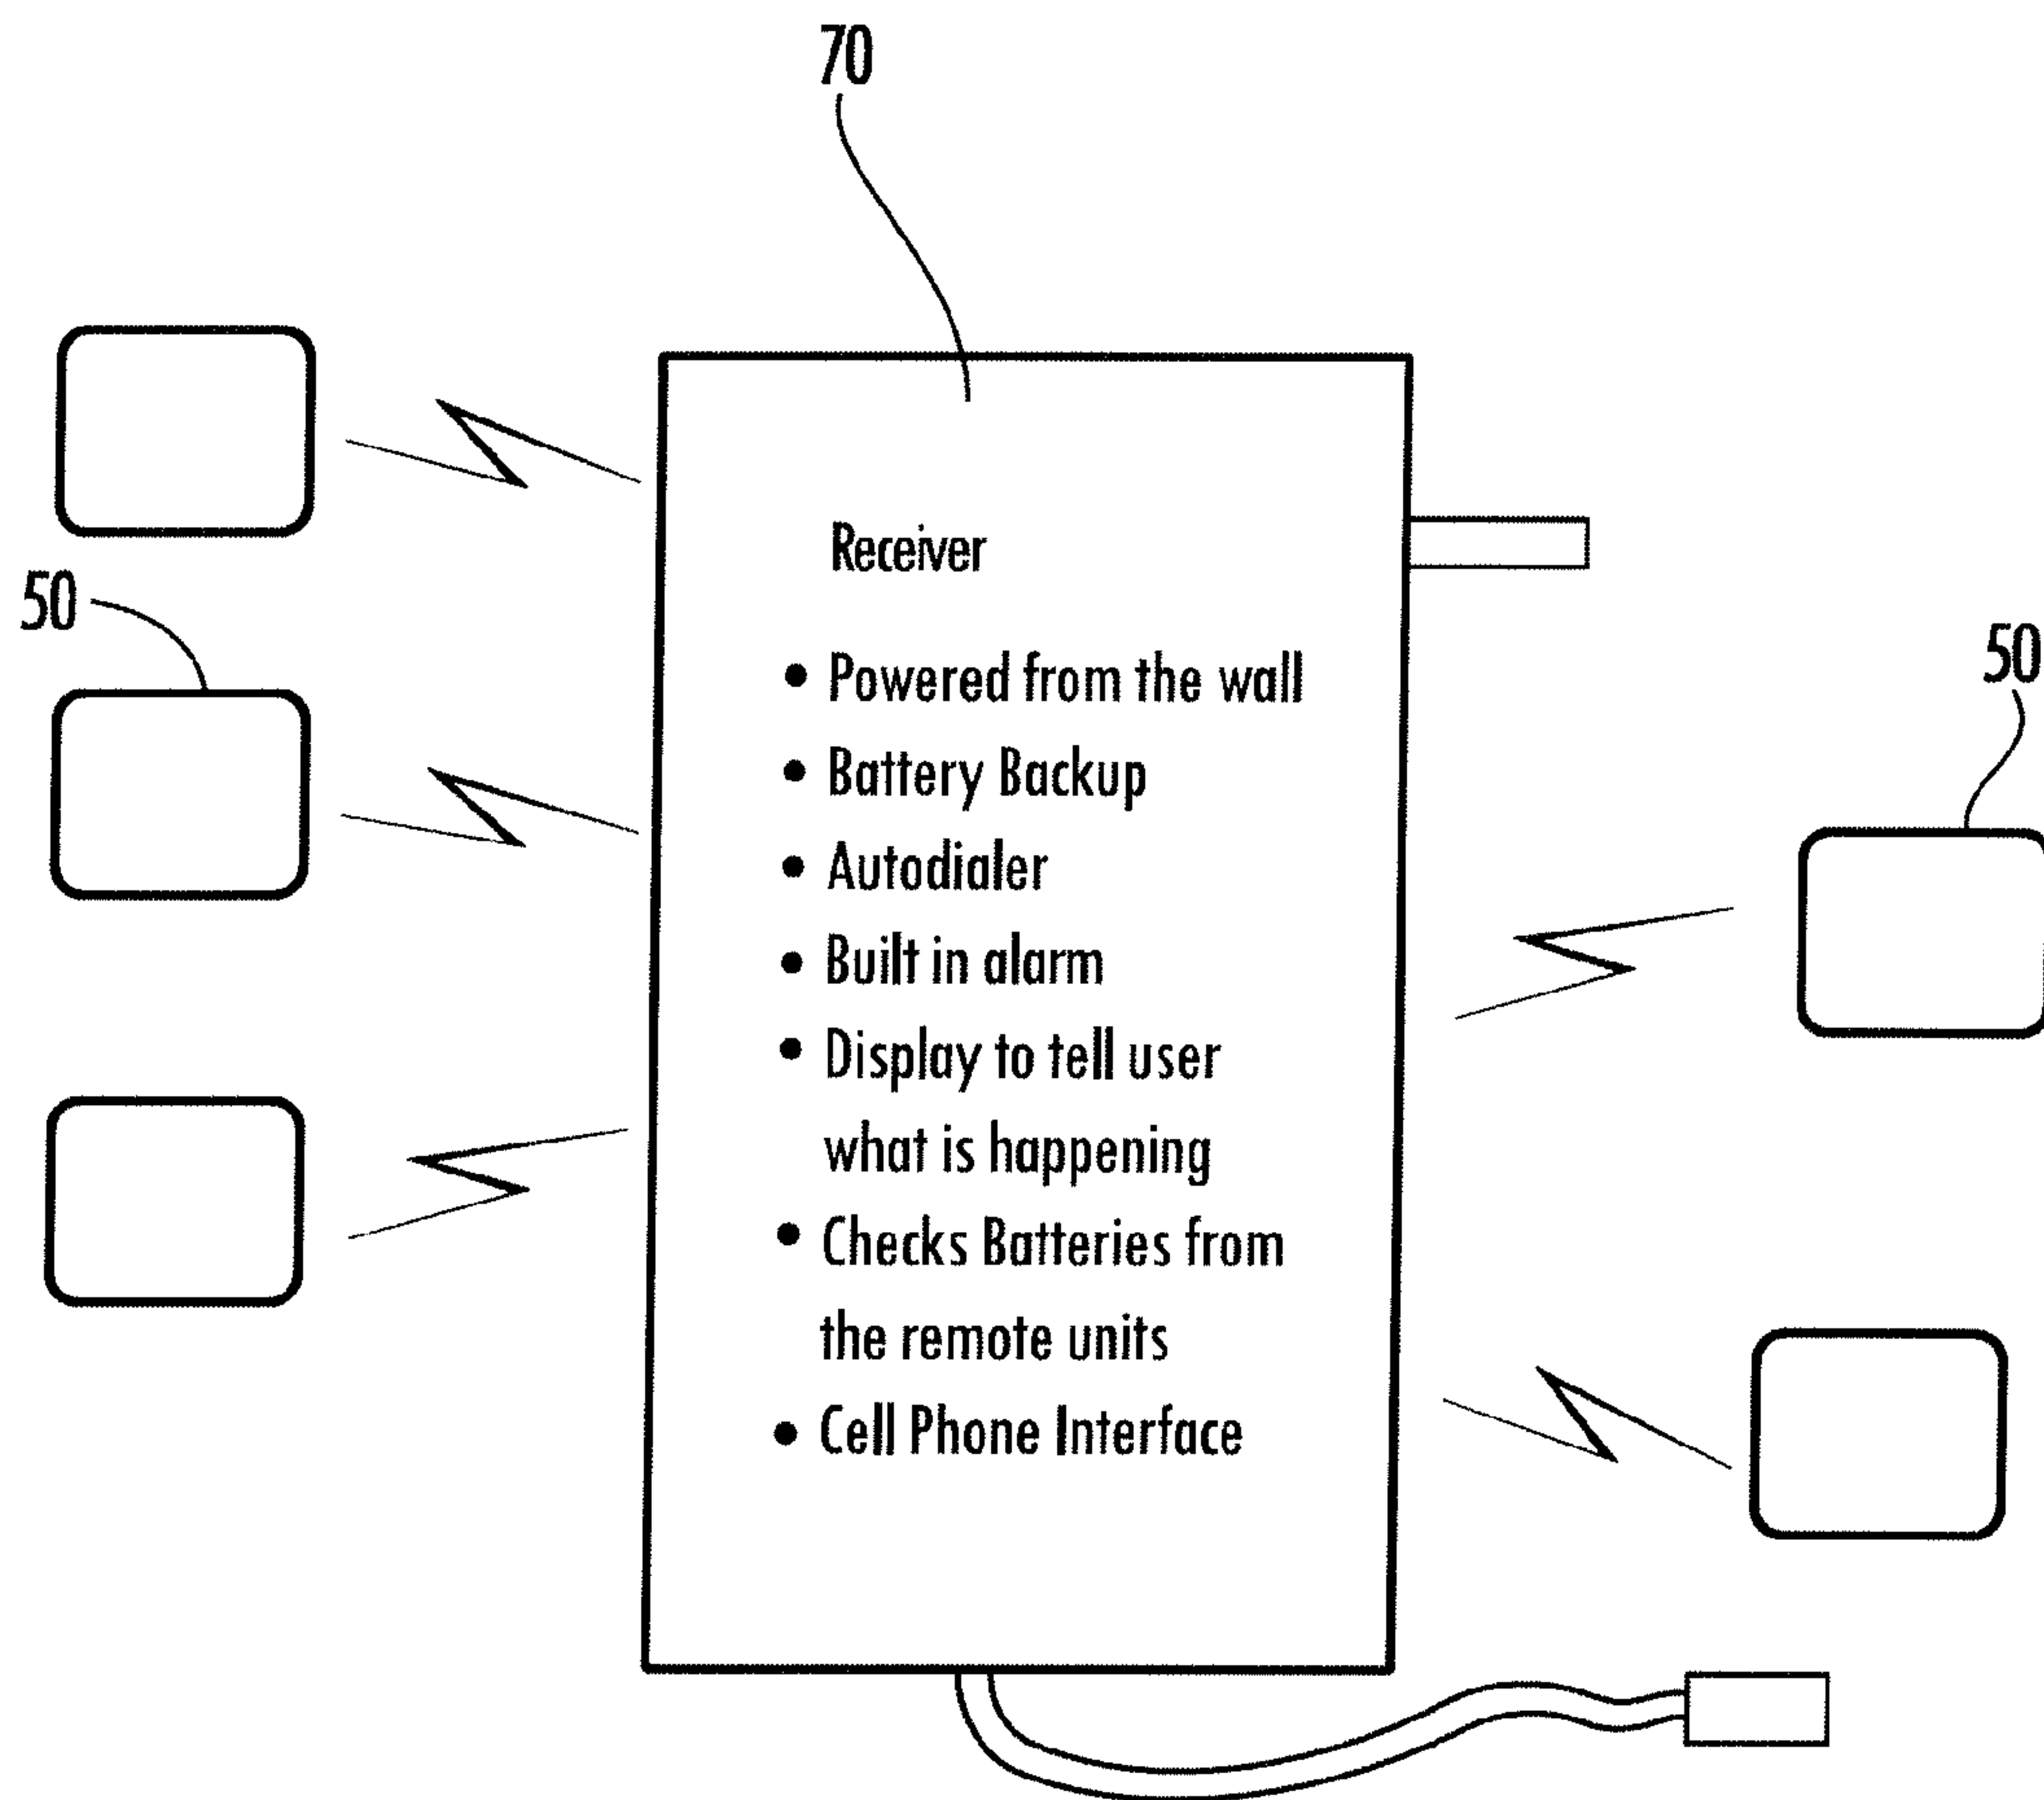 70
50
50
Receiver
• Powered from the wall
• Battery Backup
• Autodialer
• Built in alarm
• Display to tell user
what is happening
• Checks Batteries from
the remote units
• Cell Phone Interface